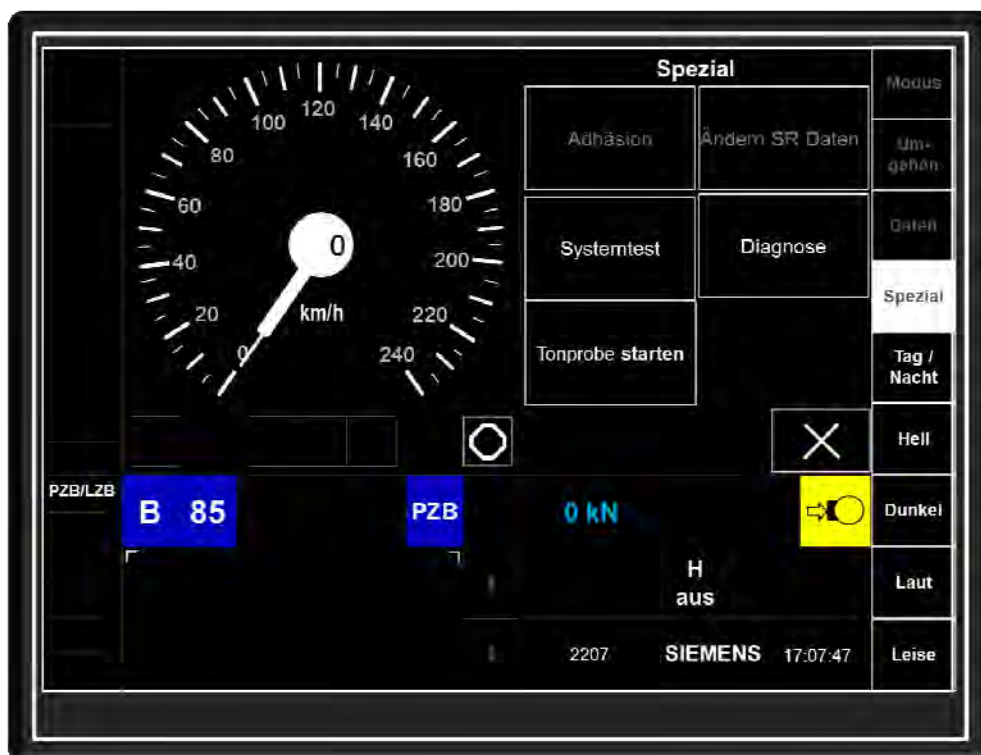 Spezial
Adhäsion
Ändern SR Daten
Systemtest
Diagnose
Tonprobe starten
0
20
40
60
80
100
120
140
160
180
200
220
240
0
km/h
PZB/LZB
B 85
PZB
0 kN
H
aus
2207
SIEMENS
17:07:47
Modus
Um-
gehen
Daten
Spezial
Tag /
Nacht
Hell
Dunkel
Laut
Leise